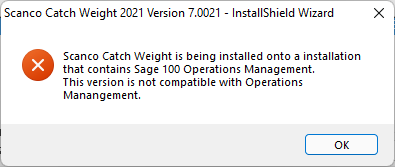 Scanco Catch Weight 2021 Version 7.0021 - InstallShield Wizard
Scanco Catch Weight is being installed onto a installation
that contains Sage 100 Operations Management.
This version is not compatible with Operations
Manangement.
OK